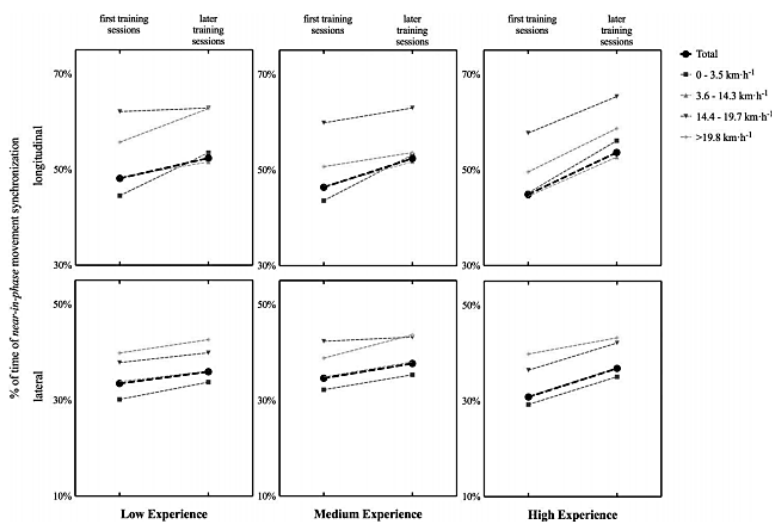 first training sessions
later training sessions
first training sessions
later training sessions
first training sessions
later training sessions
% of time of near-in-phase movement synchronization
longitudinal
70%
50%
30%
70%
50%
30%
70%
50%
30%
Total
0 - 3.5 km·h-1
3.6 - 14.3 km·h-1
14.4 - 19.7 km·h-1
>19.8 km·h-1
lateral
50%
30%
10%
50%
30%
10%
50%
30%
10%
Low Experience
Medium Experience
High Experience